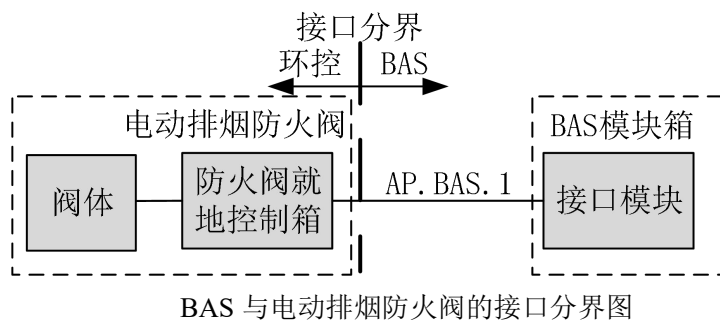 接口分界
环控 BAS
电动排烟防火阀
BAS模块箱
阀体
防火阀就
地控制箱
AP.BAS.1
接口模块
BAS 与电动排烟防火阀的接口分界图